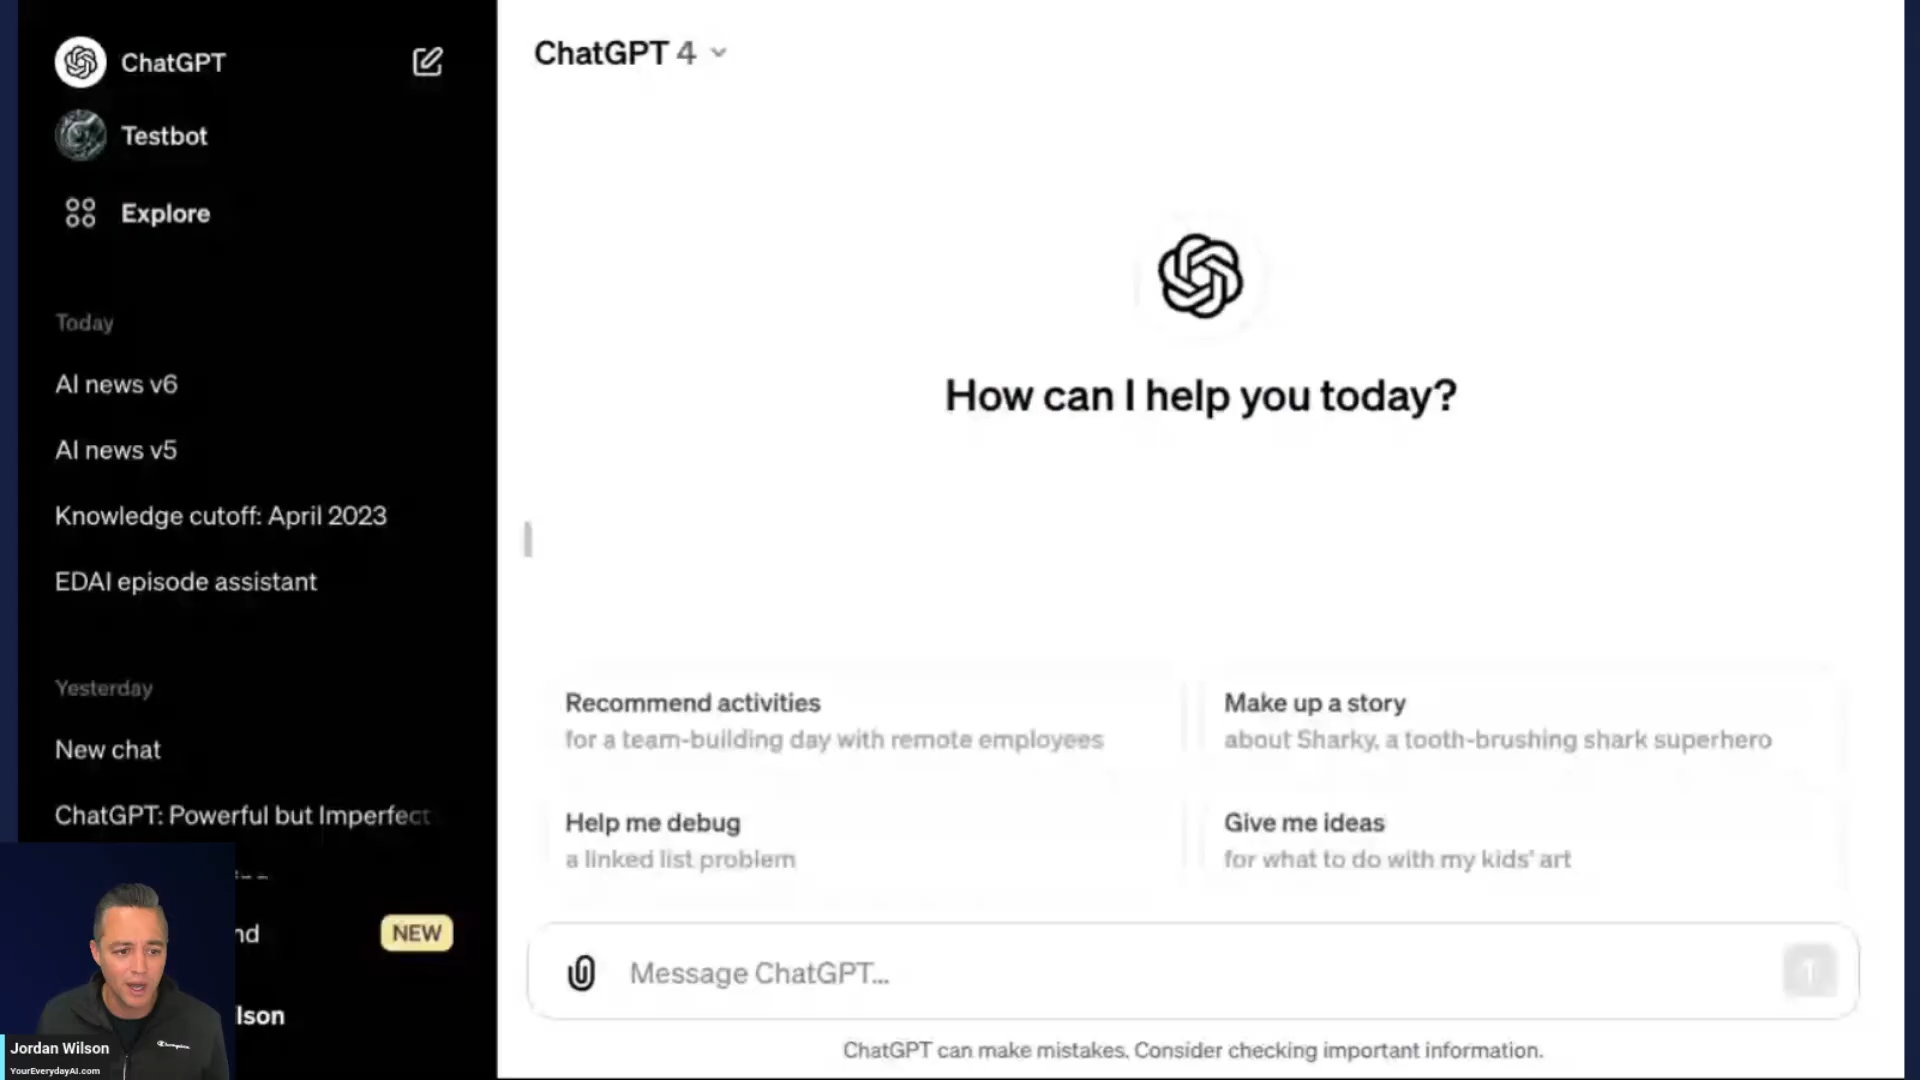 ChatGPT
Testbot
Explore
Today
AI news v6
AI news v5
Knowledge cutoff: April 2023
EDAI episode assistant
Yesterday
New chat
ChatGPT: Powerful but Imperfect
nd
NEW
lson
Jordan Wilson
YourEverydayAI.com
ChatGPT 4
How can I help you today?
Recommend activities
for a team-building day with remote employees
Make up a story
about Sharky, a tooth-brushing shark superhero
Help me debug
a linked list problem
Give me ideas
for what to do with my kids' art
Message ChatGPT...
ChatGPT can make mistakes. Consider checking important information.